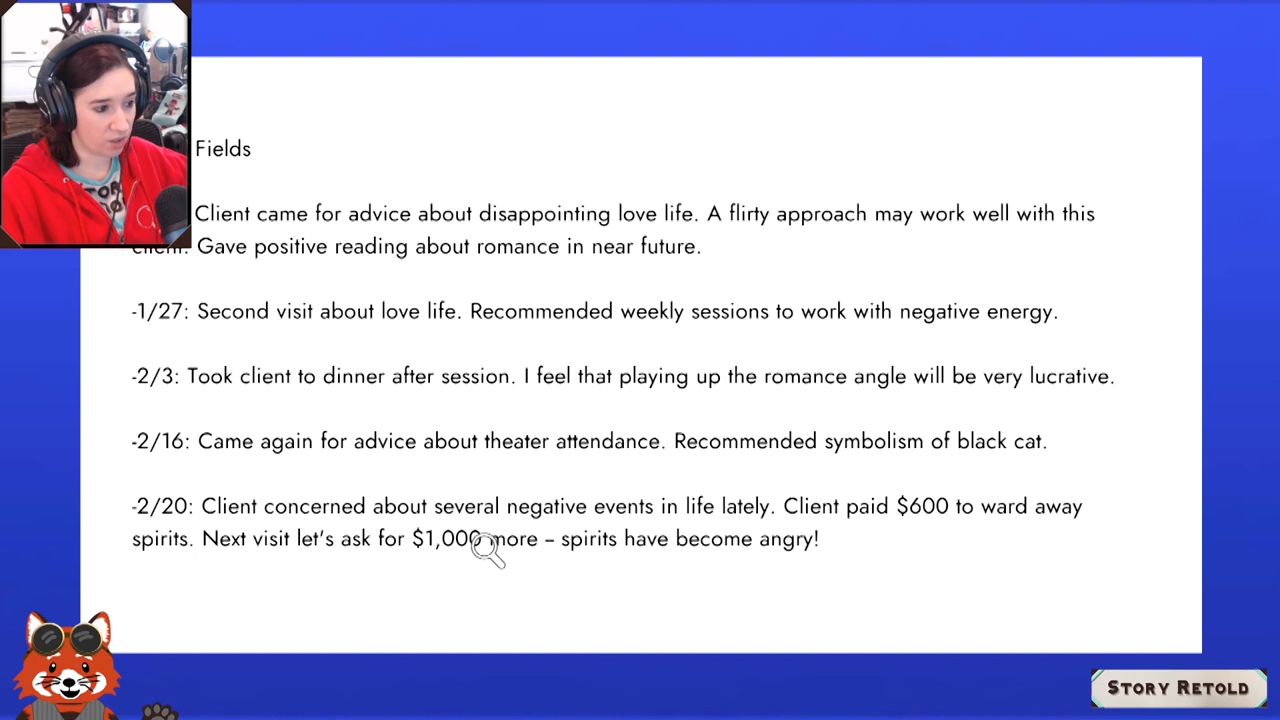 Fields
Client came for advice about disappointing love life. A flirty approach may work well with this
client. Gave positive reading about romance in near future.
-1/27: Second visit about love life. Recommended weekly sessions to work with negative energy.
-2/3: Took client to dinner after session. I feel that playing up the romance angle will be very lucrative.
-2/16: Came again for advice about theater attendance. Recommended symbolism of black cat.
-2/20: Client concerned about several negative events in life lately. Client paid $600 to ward away
spirits. Next visit let's ask for $1,000 more – spirits have become angry!
STORY RETOLD